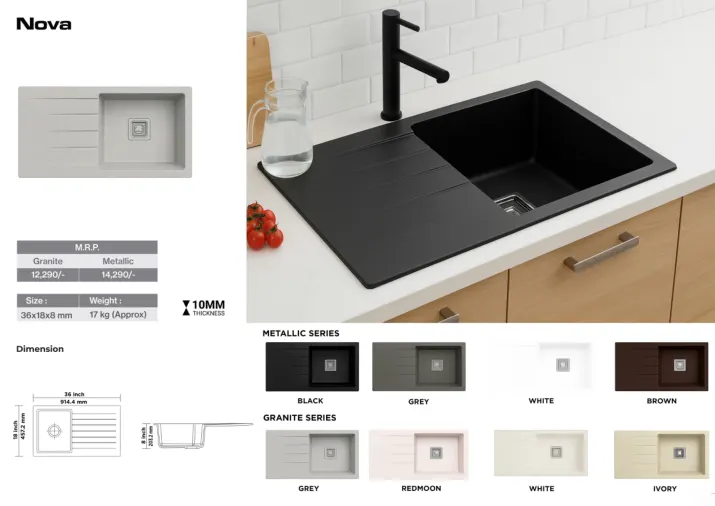 Nova
M.R.P.
Granite Metallic
12,290/- 14,290/-
Size : Weight :
36x18x8 mm 17 kg (Approx)
10MM
THICKNESS
Dimension
36 inch
914.4 mm
18 inch
457.2 mm
8 inch
203.2 mm
METALLIC SERIES
BLACK GREY WHITE BROWN
GRANITE SERIES
GREY REDMOON WHITE IVORY